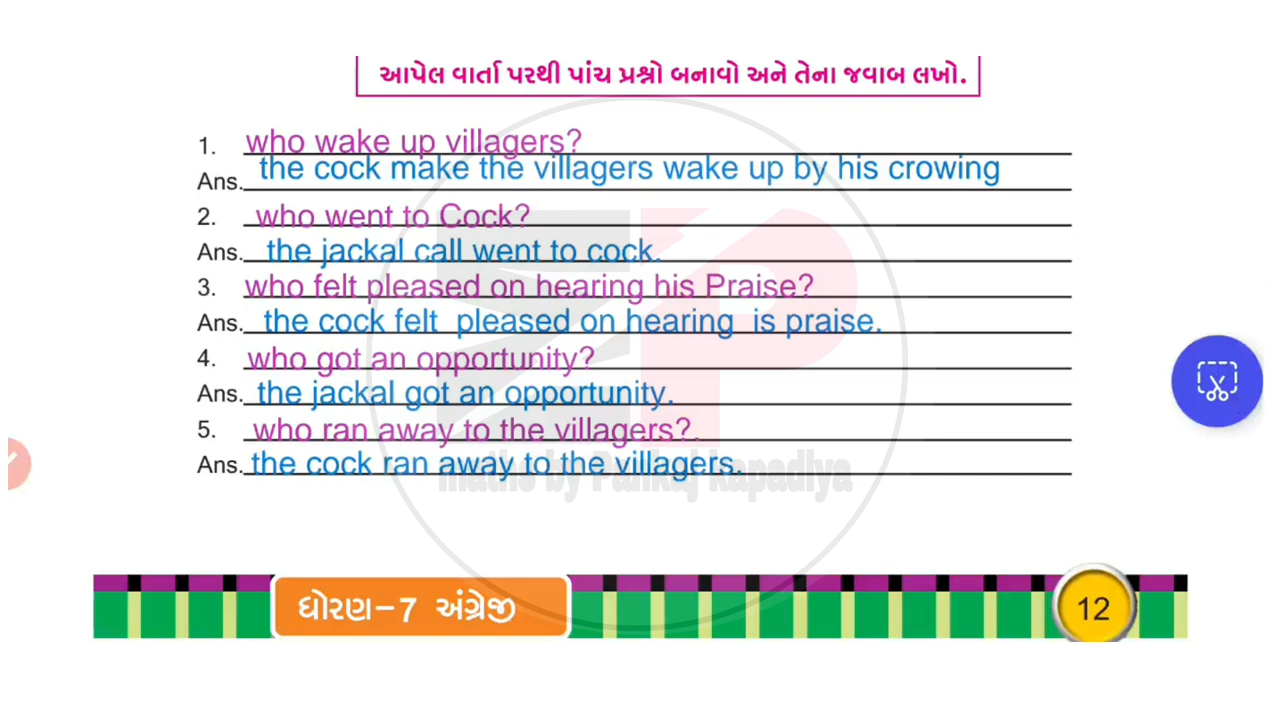 આપેલ વાર્તા પરથી પાંચ પ્રશ્નો બનાવો અને તેના જવાબ લખો.
1. who wake up villagers?
Ans. the cock make the villagers wake up by his crowing
2. who went to Cock?
Ans. the jackal call went to cock.
3. who felt pleased on hearing his Praise?
Ans. the cock felt pleased on hearing is praise.
4. who got an opportunity?
Ans. the jackal got an opportunity.
5. who ran away to the villagers?.
Ans. the cock ran away to the villagers.
maths by Pankaj kapadiya
ધોરણ-7 અંગ્રેજી
12